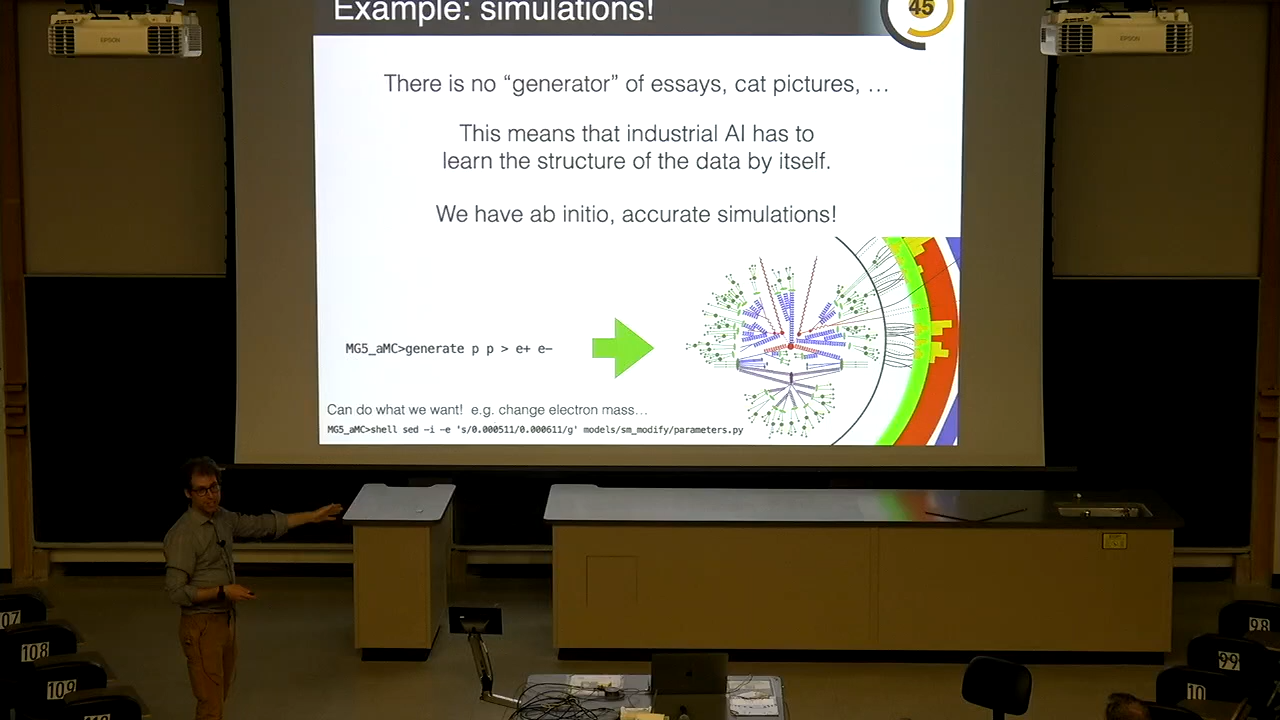 EPSON
EPSON
Example: simulations!
45
There is no “generator” of essays, cat pictures, …
This means that industrial AI has to
learn the structure of the data by itself.
We have ab initio, accurate simulations!
MG5_aMC>generate p p > e+ e−
Can do what we want! e.g. change electron mass…
MG5_aMC>shell sed −i −e 's/0.000511/0.000611/g' models/sm_modify/parameters.py
107
108
109
98
99
10